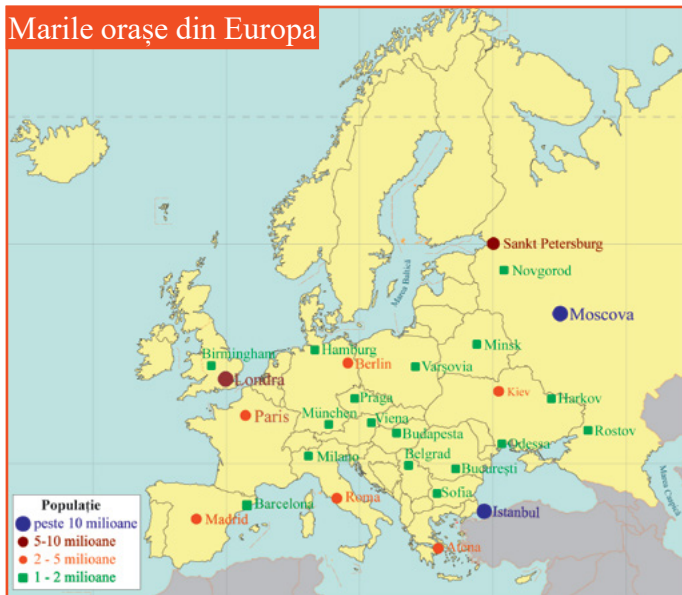 Marile orașe din Europa
Sankt Petersburg
Novgorod
Marea Baltică
Moscova
Minsk
Hamburg
Birmingham
Berlin
Varșovia
Londra
Kiev
Praga
Harkov
Paris
München
Viena
Budapesta
Rostov
Odessa
Milano
Belgrad
București
Marea Caspică
Sofia
Roma
Barcelona
Istanbul
Madrid
Atena
Populație
peste 10 milioane
5-10 milioane
2 - 5 milioane
1 - 2 milioane